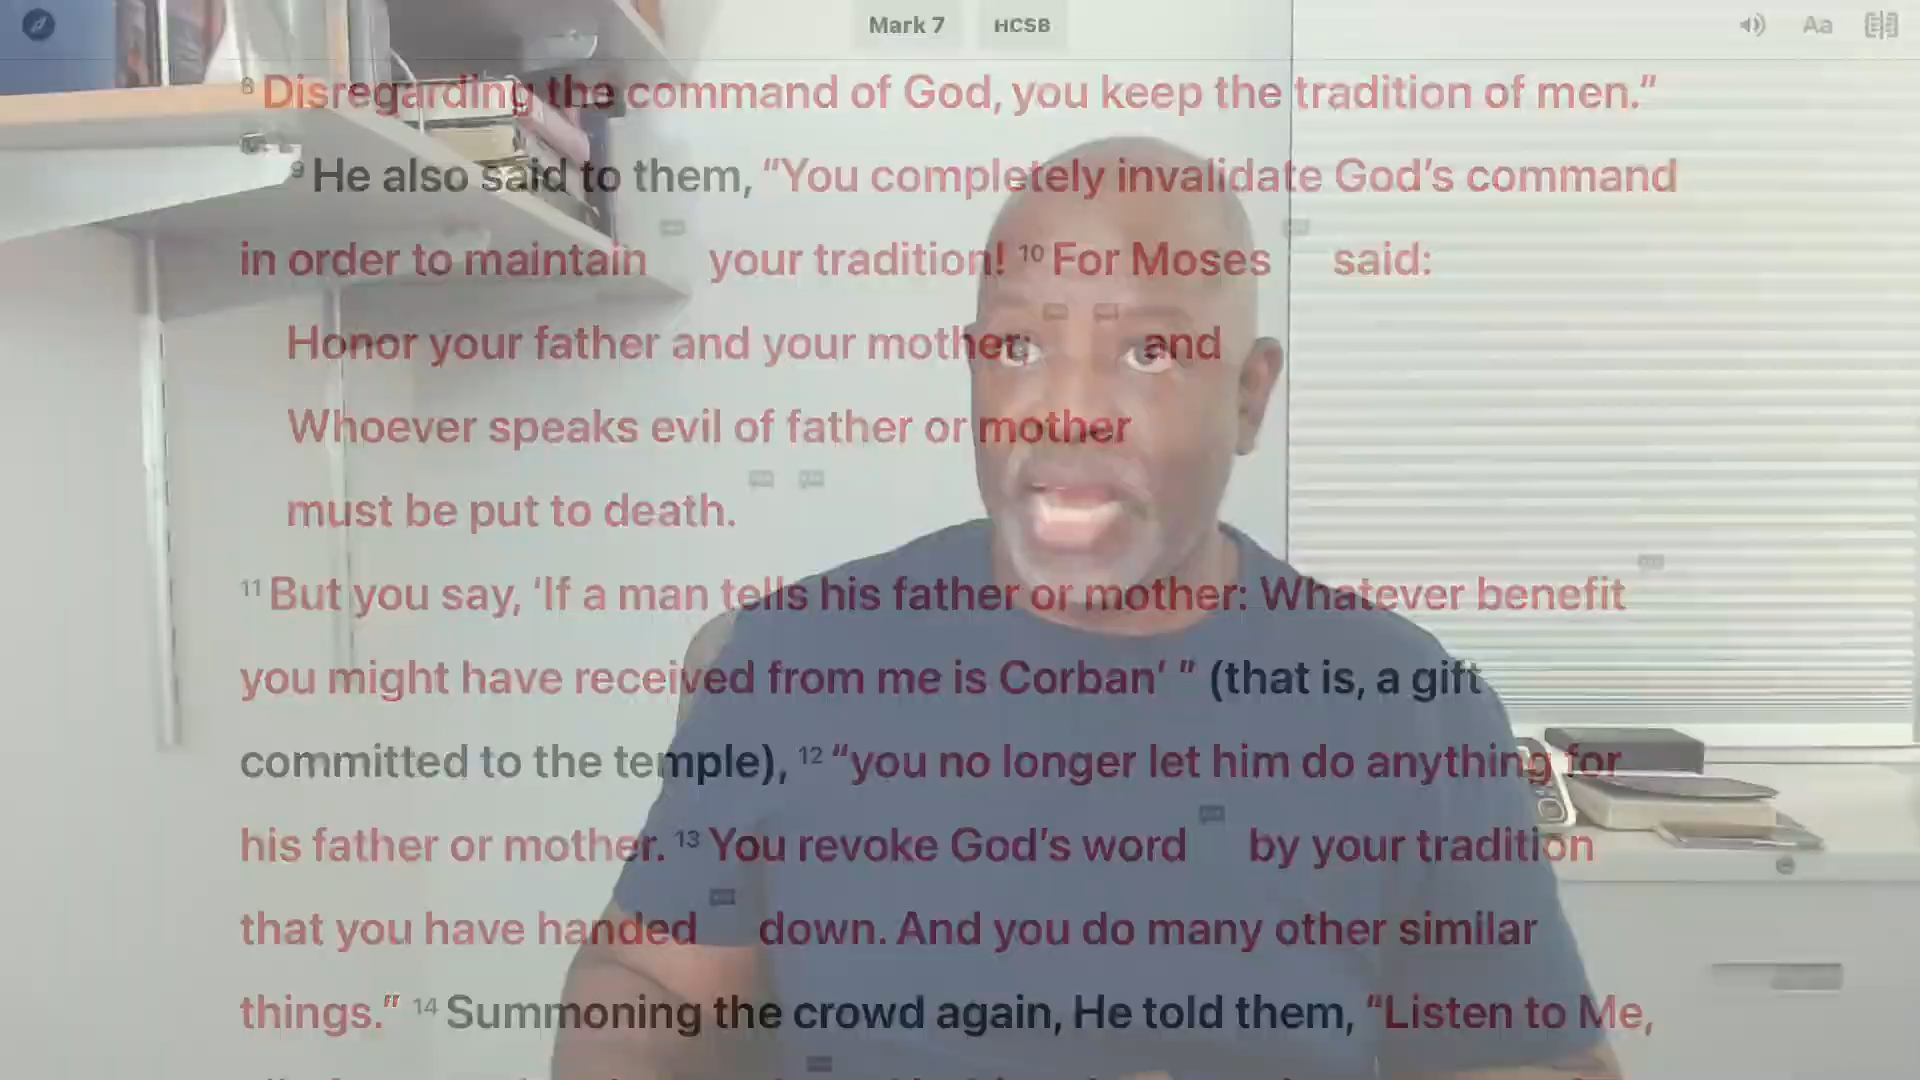 Mark 7 HCSB
Aa
8 Disregarding the command of God, you keep the tradition of men.”
9 He also said to them, “You completely invalidate God’s command
in order to maintain your tradition! 10 For Moses said:
Honor your father and your mother; and
Whoever speaks evil of father or mother
must be put to death.
11 But you say, ‘If a man tells his father or mother: Whatever benefit
you might have received from me is Corban’ ” (that is, a gift
committed to the temple), 12 “you no longer let him do anything for
his father or mother. 13 You revoke God’s word by your tradition
that you have handed down. And you do many other similar
things.” 14 Summoning the crowd again, He told them, “Listen to Me,